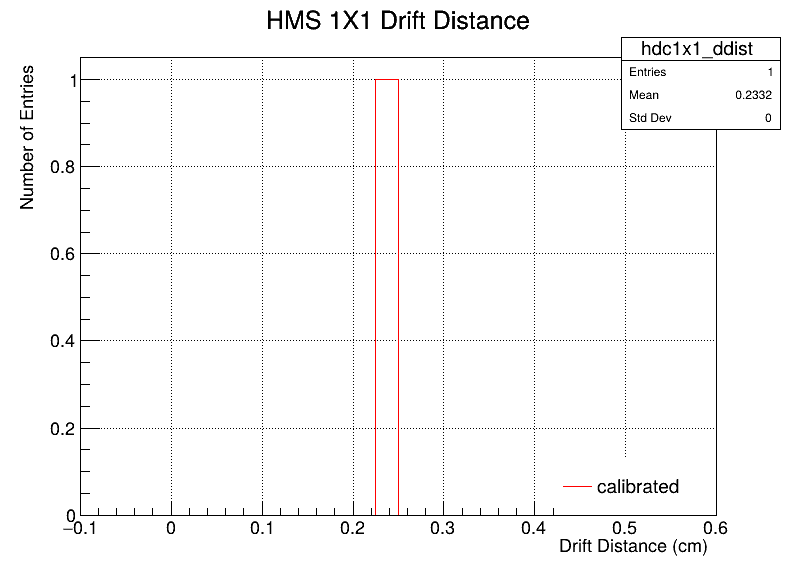 HMS 1X1 Drift Distance
hdc1x1_ddist
Entries 1
Mean 0.2332
Std Dev 0
Number of Entries
1
0.8
0.6
0.4
0.2
0
−0.1 0 0.1 0.2 0.3 0.4 0.5 0.6
calibrated
Drift Distance (cm)